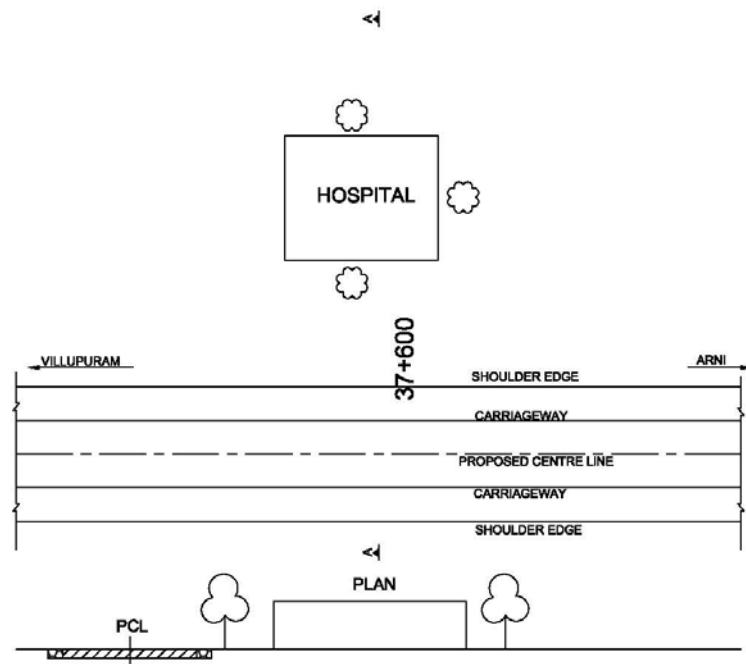 A
HOSPITAL
37+600
VILLUPURAM
ARNI
SHOULDER EDGE
CARRIAGEWAY
PROPOSED CENTRE LINE
CARRIAGEWAY
SHOULDER EDGE
A
PLAN
PCL